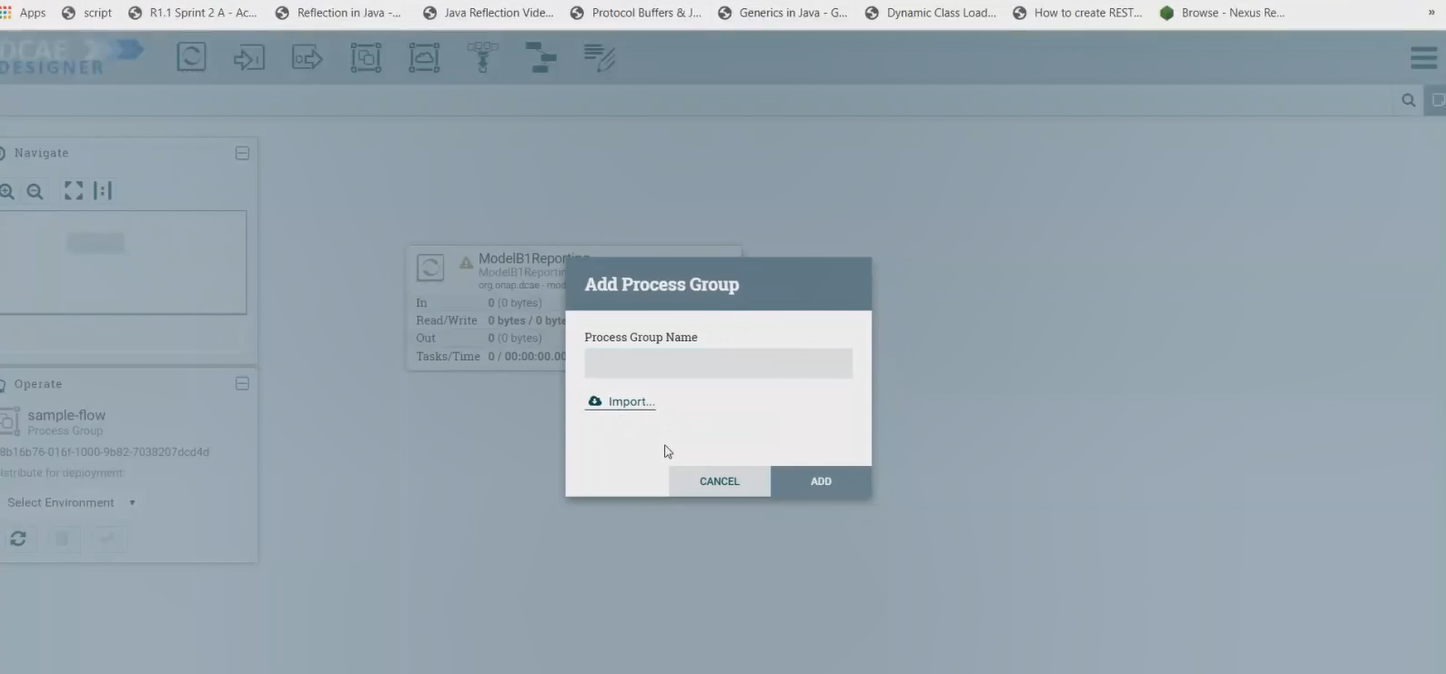 Apps script R1.1 Sprint 2 A - Ac... Reflection in Java -... Java Reflection Vide... Protocol Buffers & J... Generics in Java - G... Dynamic Class Load... How to create REST... Browse - Nexus Re... »
DCAE
DESIGNER
Navigate
ModelB1Reporting
ModelB1Reportin
org.onap.dcae - mod
In 0 (0 bytes)
Read/Write 0 bytes / 0 byte
Out 0 (0 bytes)
Tasks/Time 0 / 00:00:00.00
Add Process Group
Process Group Name
Import...
CANCEL ADD
Operate
sample-flow
Process Group
8b16b76-016f-1000-9b82-7038207dcd4d
istribute for deployment:
Select Environment